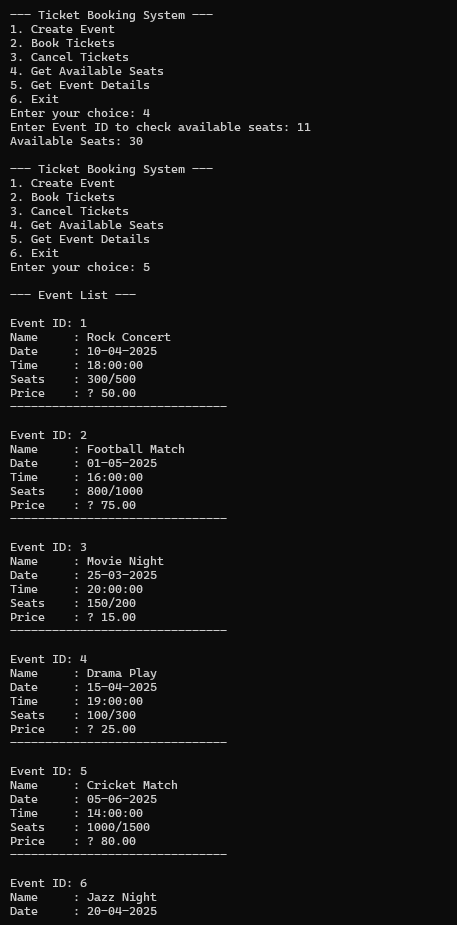 --- Ticket Booking System ---
1. Create Event
2. Book Tickets
3. Cancel Tickets
4. Get Available Seats
5. Get Event Details
6. Exit
Enter your choice: 4
Enter Event ID to check available seats: 11
Available Seats: 30

--- Ticket Booking System ---
1. Create Event
2. Book Tickets
3. Cancel Tickets
4. Get Available Seats
5. Get Event Details
6. Exit
Enter your choice: 5

--- Event List ---

Event ID: 1
Name     : Rock Concert
Date     : 10-04-2025
Time     : 18:00:00
Seats    : 300/500
Price    : ? 50.00
-------------------------------

Event ID: 2
Name     : Football Match
Date     : 01-05-2025
Time     : 16:00:00
Seats    : 800/1000
Price    : ? 75.00
-------------------------------

Event ID: 3
Name     : Movie Night
Date     : 25-03-2025
Time     : 20:00:00
Seats    : 150/200
Price    : ? 15.00
-------------------------------

Event ID: 4
Name     : Drama Play
Date     : 15-04-2025
Time     : 19:00:00
Seats    : 100/300
Price    : ? 25.00
-------------------------------

Event ID: 5
Name     : Cricket Match
Date     : 05-06-2025
Time     : 14:00:00
Seats    : 1000/1500
Price    : ? 80.00
-------------------------------

Event ID: 6
Name     : Jazz Night
Date     : 20-04-2025